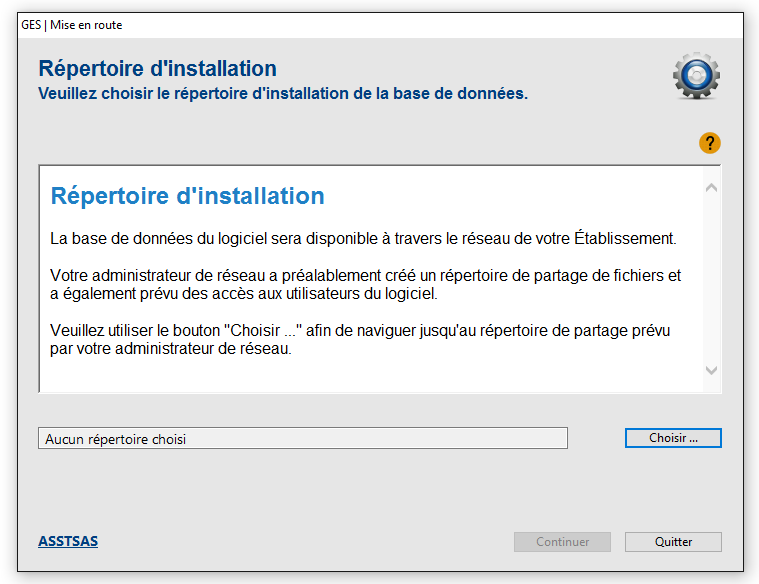 GES | Mise en route
Répertoire d'installation
Veuillez choisir le répertoire d'installation de la base de données.
?
Répertoire d'installation
La base de données du logiciel sera disponible à travers le réseau de votre Établissement.
Votre administrateur de réseau a préalablement créé un répertoire de partage de fichiers et
a également prévu des accès aux utilisateurs du logiciel.
Veuillez utiliser le bouton "Choisir ..." afin de naviguer jusqu'au répertoire de partage prévu
par votre administrateur de réseau.
Aucun répertoire choisi
Choisir ...
ASSTSAS
Continuer
Quitter